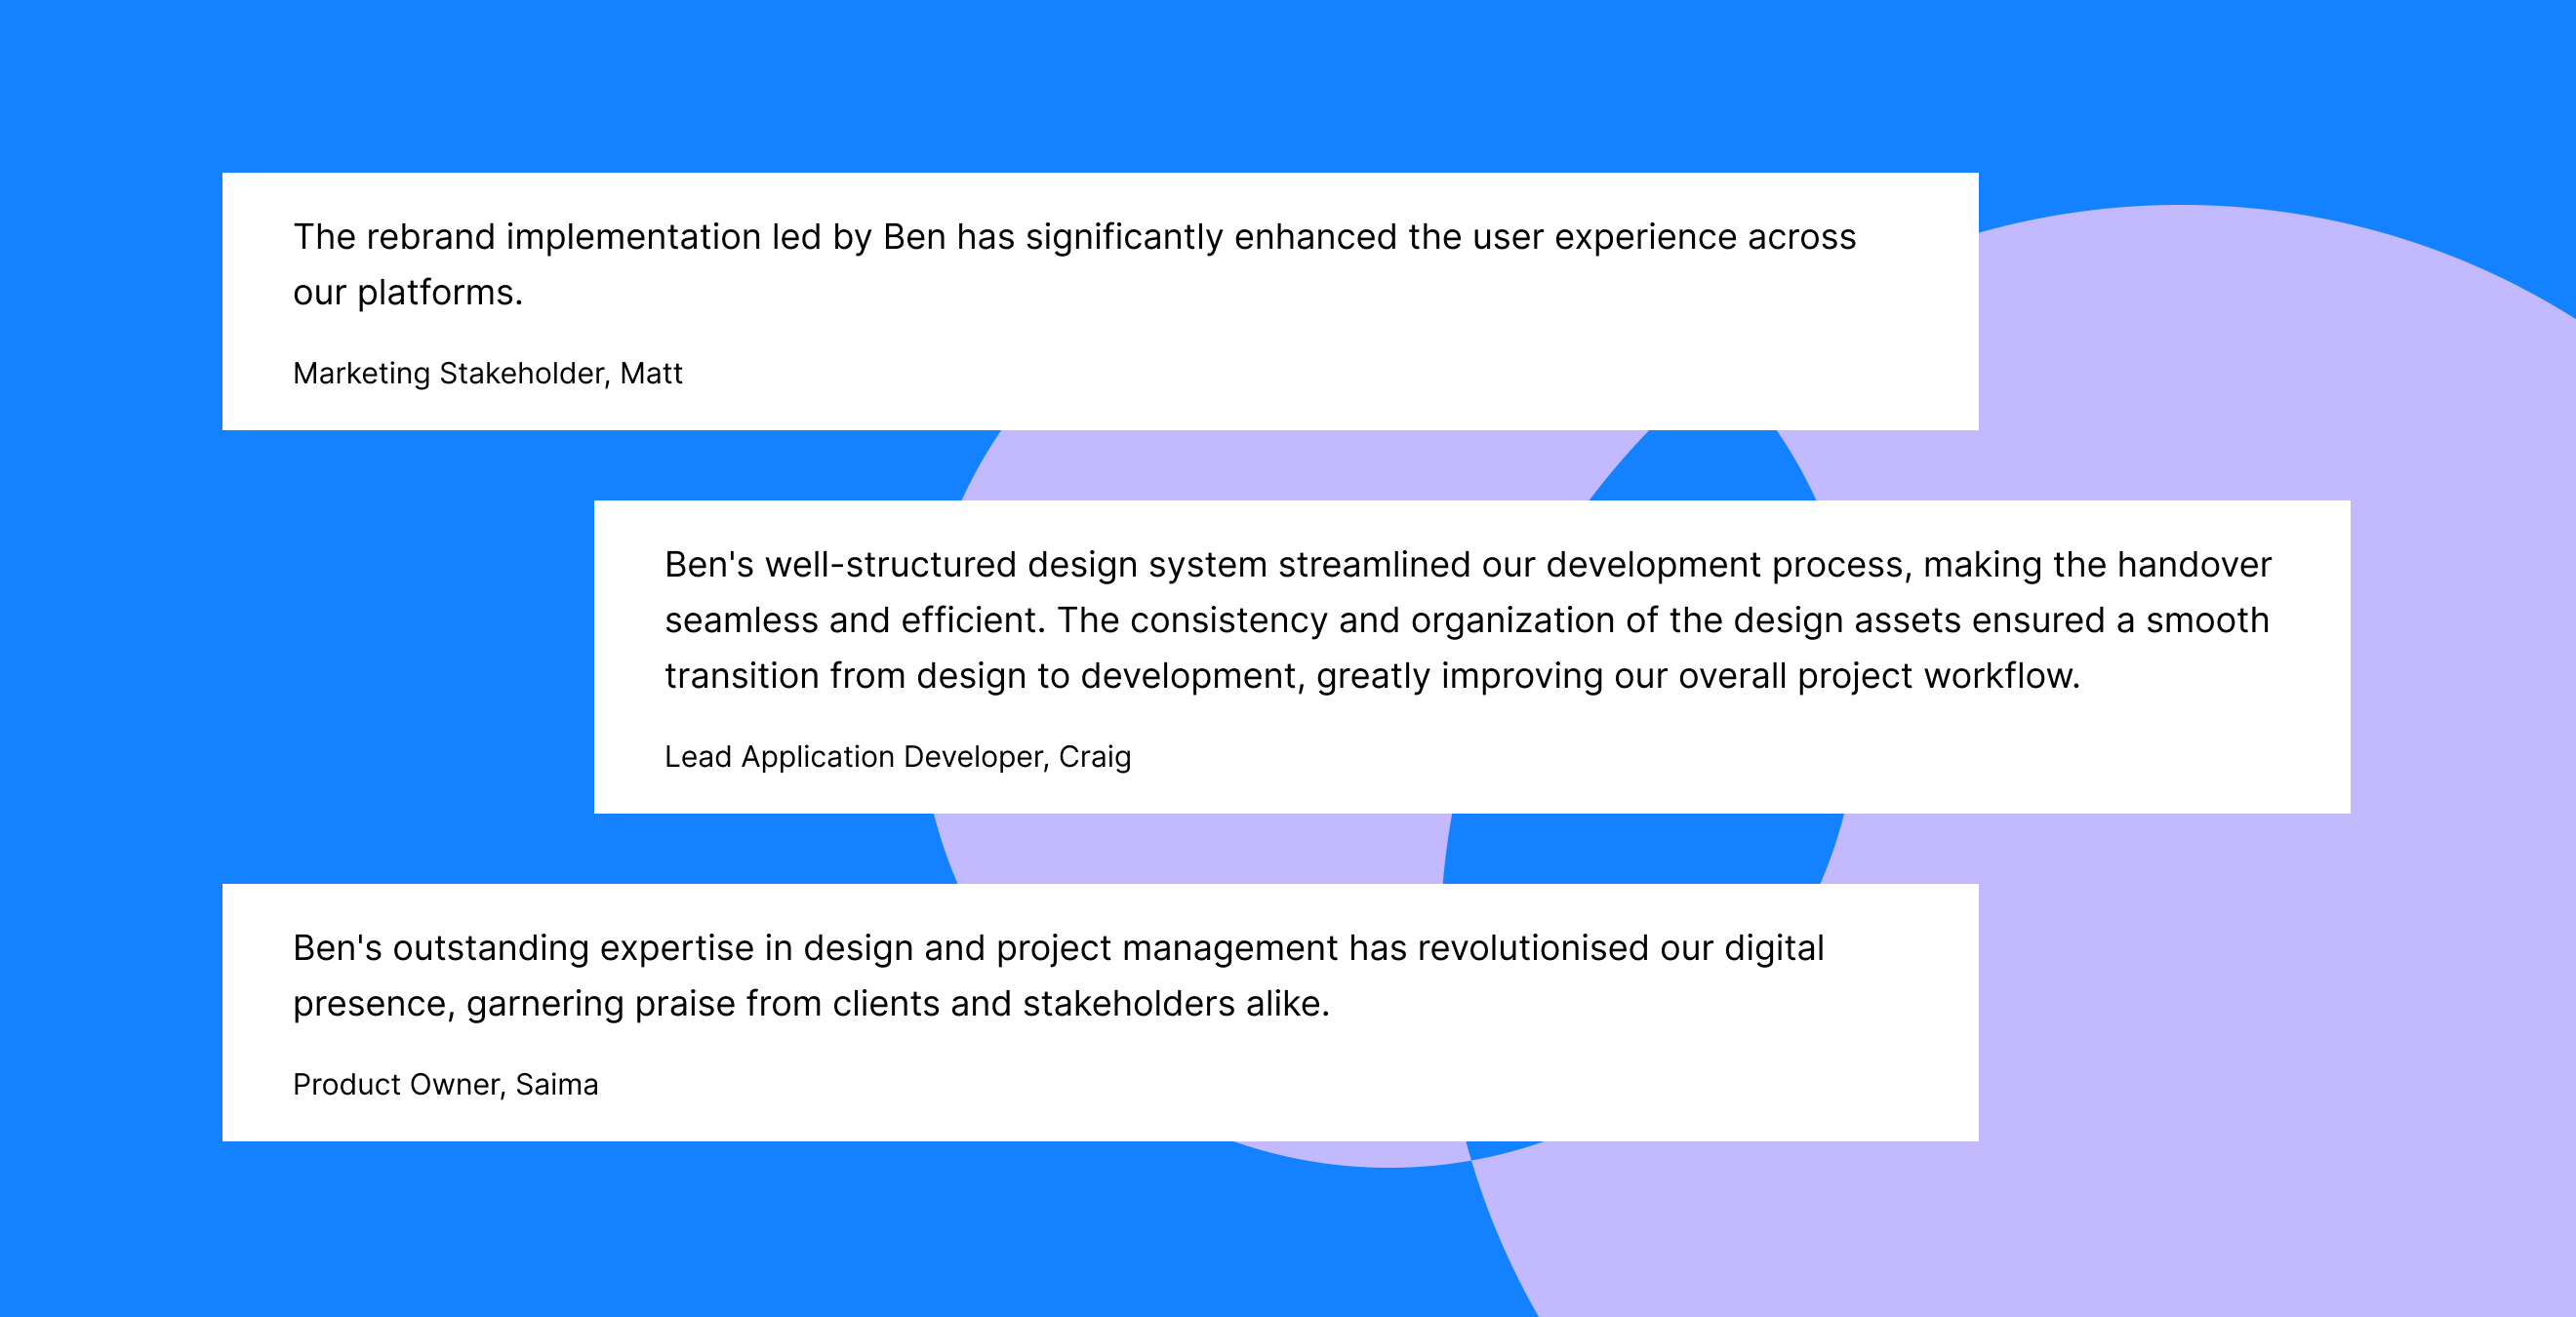 The rebrand implementation led by Ben has significantly enhanced the user experience across
our platforms.
Marketing Stakeholder, Matt
Ben's well-structured design system streamlined our development process, making the handover
seamless and efficient. The consistency and organization of the design assets ensured a smooth
transition from design to development, greatly improving our overall project workflow.
Lead Application Developer, Craig
Ben's outstanding expertise in design and project management has revolutionised our digital
presence, garnering praise from clients and stakeholders alike.
Product Owner, Saima